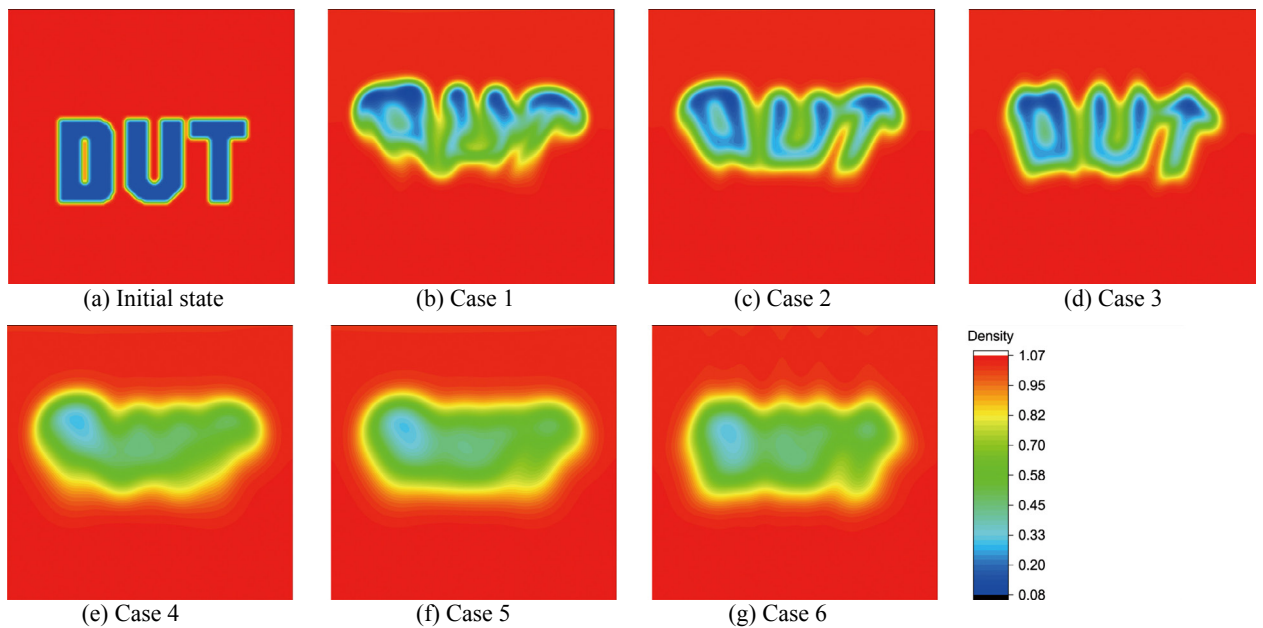 DUT
(a) Initial state
(b) Case 1
(c) Case 2
(d) Case 3
(e) Case 4
(f) Case 5
(g) Case 6
Density
1.07
0.95
0.82
0.70
0.58
0.45
0.33
0.20
0.08